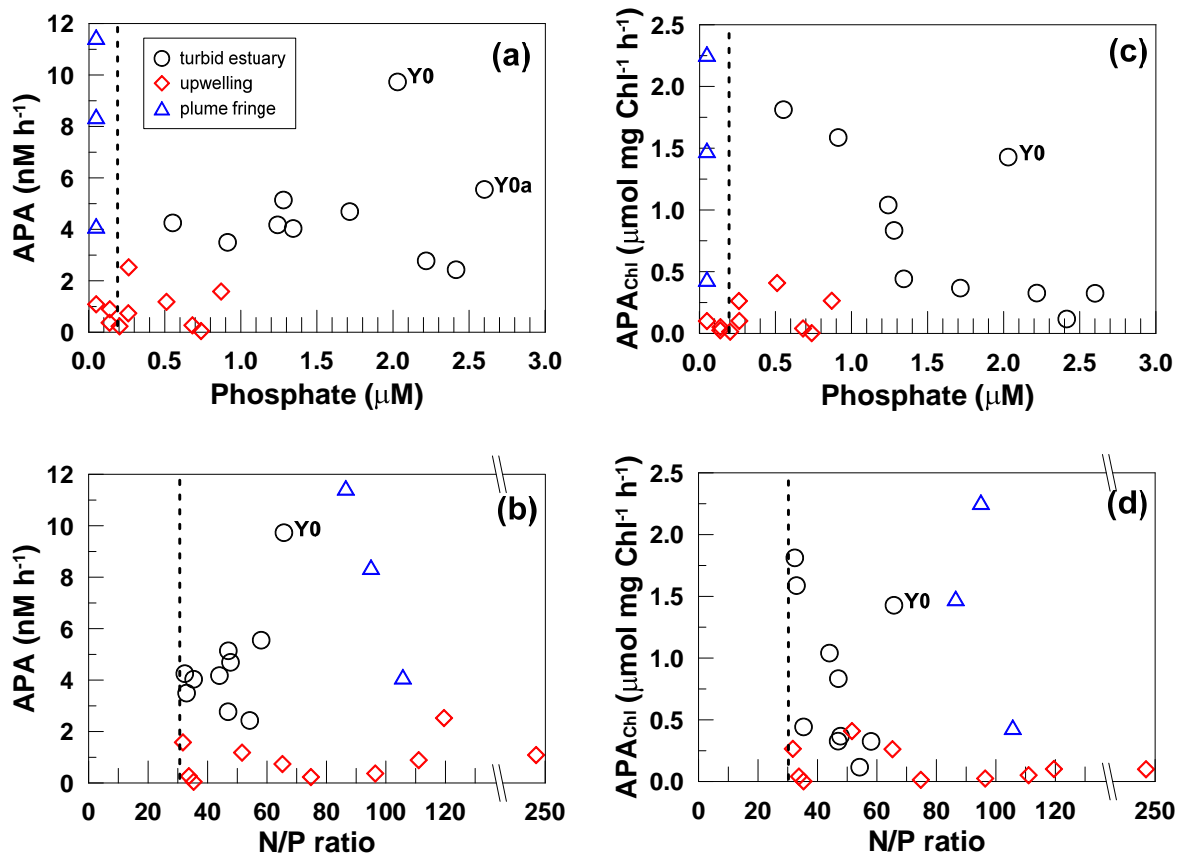 (a)
APA (nM h⁻¹)
12
10
8
6
4
2
0
turbid estuary
upwelling
plume fringe
Y0
Y0a
0.0 0.5 1.0 1.5 2.0 2.5 3.0
Phosphate (μM)
(c)
APAChl (μmol mg Chl⁻¹ h⁻¹)
2.5
2.0
1.5
1.0
0.5
0.0
Y0
0.0 0.5 1.0 1.5 2.0 2.5 3.0
Phosphate (μM)
(b)
APA (nM h⁻¹)
12
10
8
6
4
2
0
Y0
0 20 40 60 80 100 120 250
N/P ratio
(d)
APAChl (μmol mg Chl⁻¹ h⁻¹)
2.5
2.0
1.5
1.0
0.5
0.0
Y0
0 20 40 60 80 100 120 250
N/P ratio